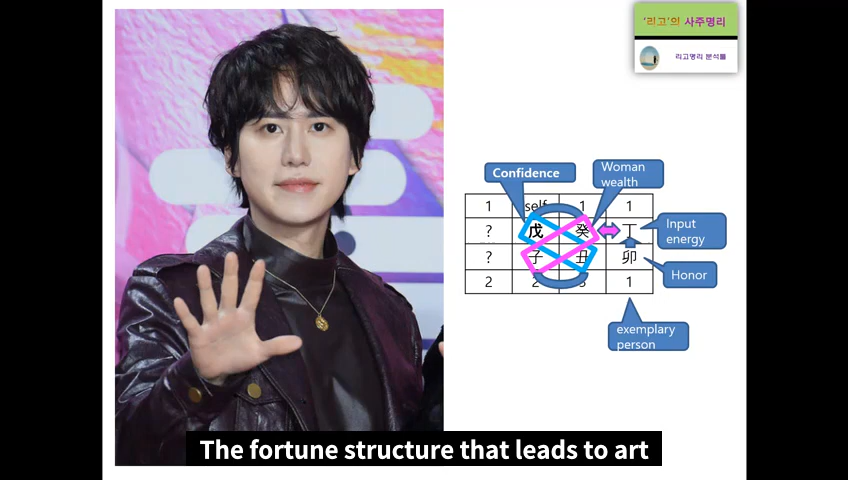 '리고'의 사주명리
리고명리 분석틀
Confidence
Woman
wealth
1 self 1 1
? 戊 癸 丁
Input
energy
? 子 丑 卯
Honor
2 2 3 1
exemplary
person
The fortune structure that leads to art